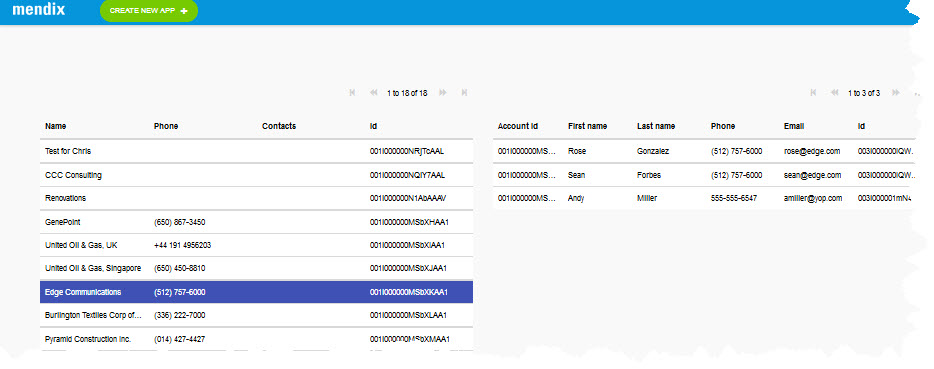 mendix
CREATE NEW APP +
1 to 18 of 18
Name Phone Contacts Id
Test for Chris 001I000000NRjTcAAL
CCC Consulting 001I000000NQIY7AAL
Renovations 001I000000N1AbAAAV
GenePoint (650) 867-3450 001I000000MSbXHAA1
United Oil & Gas, UK +44 191 4956203 001I000000MSbXIAA1
United Oil & Gas, Singapore (650) 450-8810 001I000000MSbXJAA1
Edge Communications (512) 757-6000 001I000000MSbXKAA1
Burlington Textiles Corp of... (336) 222-7000 001I000000MSbXLAA1
Pyramid Construction Inc. (014) 427-4427 001I000000MSbXMAA1
1 to 3 of 3
Account Id First name Last name Phone Email Id
001I000000MS... Rose Gonzalez (512) 757-6000 rose@edge.com 003I000000IQW...
001I000000MS... Sean Forbes (512) 757-6000 sean@edge.com 003I000000IQW...
001I000000MS... Andy Miller 555-555-6547 amiller@yop.com 003I000001mN4